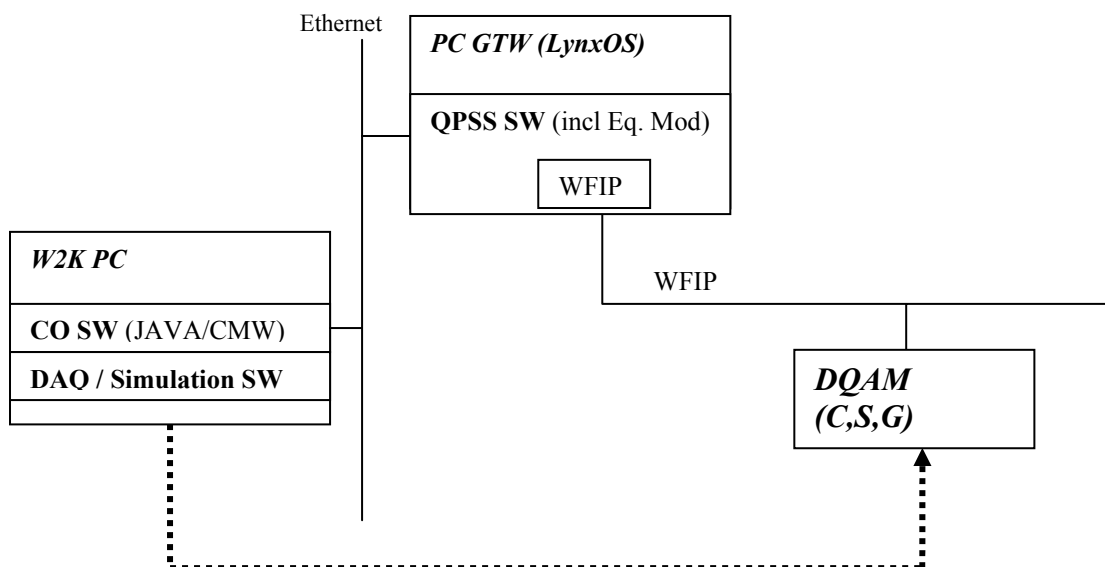 Ethernet
PC GTW (LynxOS)
QPSS SW (incl Eq. Mod)
WFIP
W2K PC
WFIP
CO SW (JAVA/CMW)
DAQ / Simulation SW
DQAM
(C,S,G)